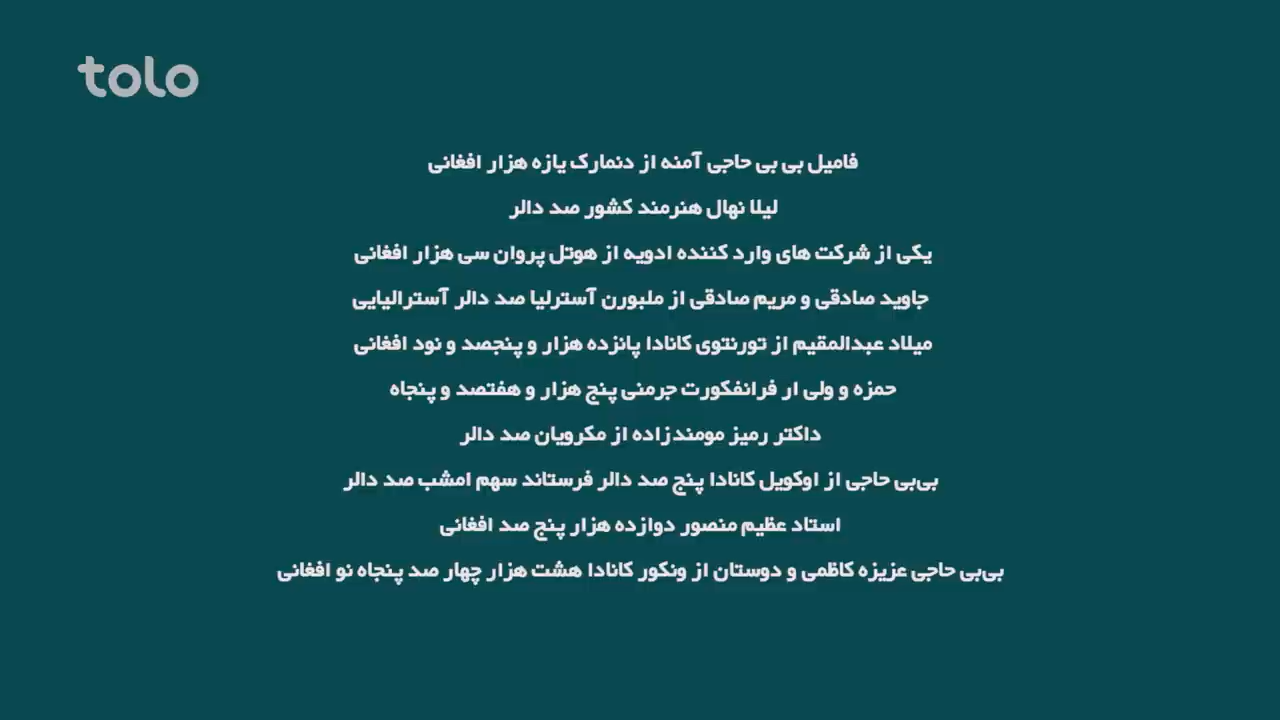 tolo
فامیل بی بی حاجی آمنه از دنمارک یازه هزار افغانی
لیلا نهال هنرمند کشور صد دالر
یکی از شرکت های وارد کننده ادویه از هوتل پروان سی هزار افغانی
جاوید صادقی و مریم صادقی از ملبورن آسترلیا صد دالر آسترالیایی
میلاد عبدالمقیم از تورنتوی کانادا پانزده هزار و پنجصد و نود افغانی
حمزه و ولی ار فرانفکورت جرمنی پنج هزار و هفتصد و پنجاه
داکتر رمیز مومندزاده از مکرویان صد دالر
بی‌بی حاجی از اوکویل کانادا پنج صد دالر فرستاند سهم امشب صد دالر
استاد عظیم منصور دوازده هزار پنج صد افغانی
بی‌بی حاجی عزیزه کاظمی و دوستان از ونکور کانادا هشت هزار چهار صد پنجاه نو افغانی